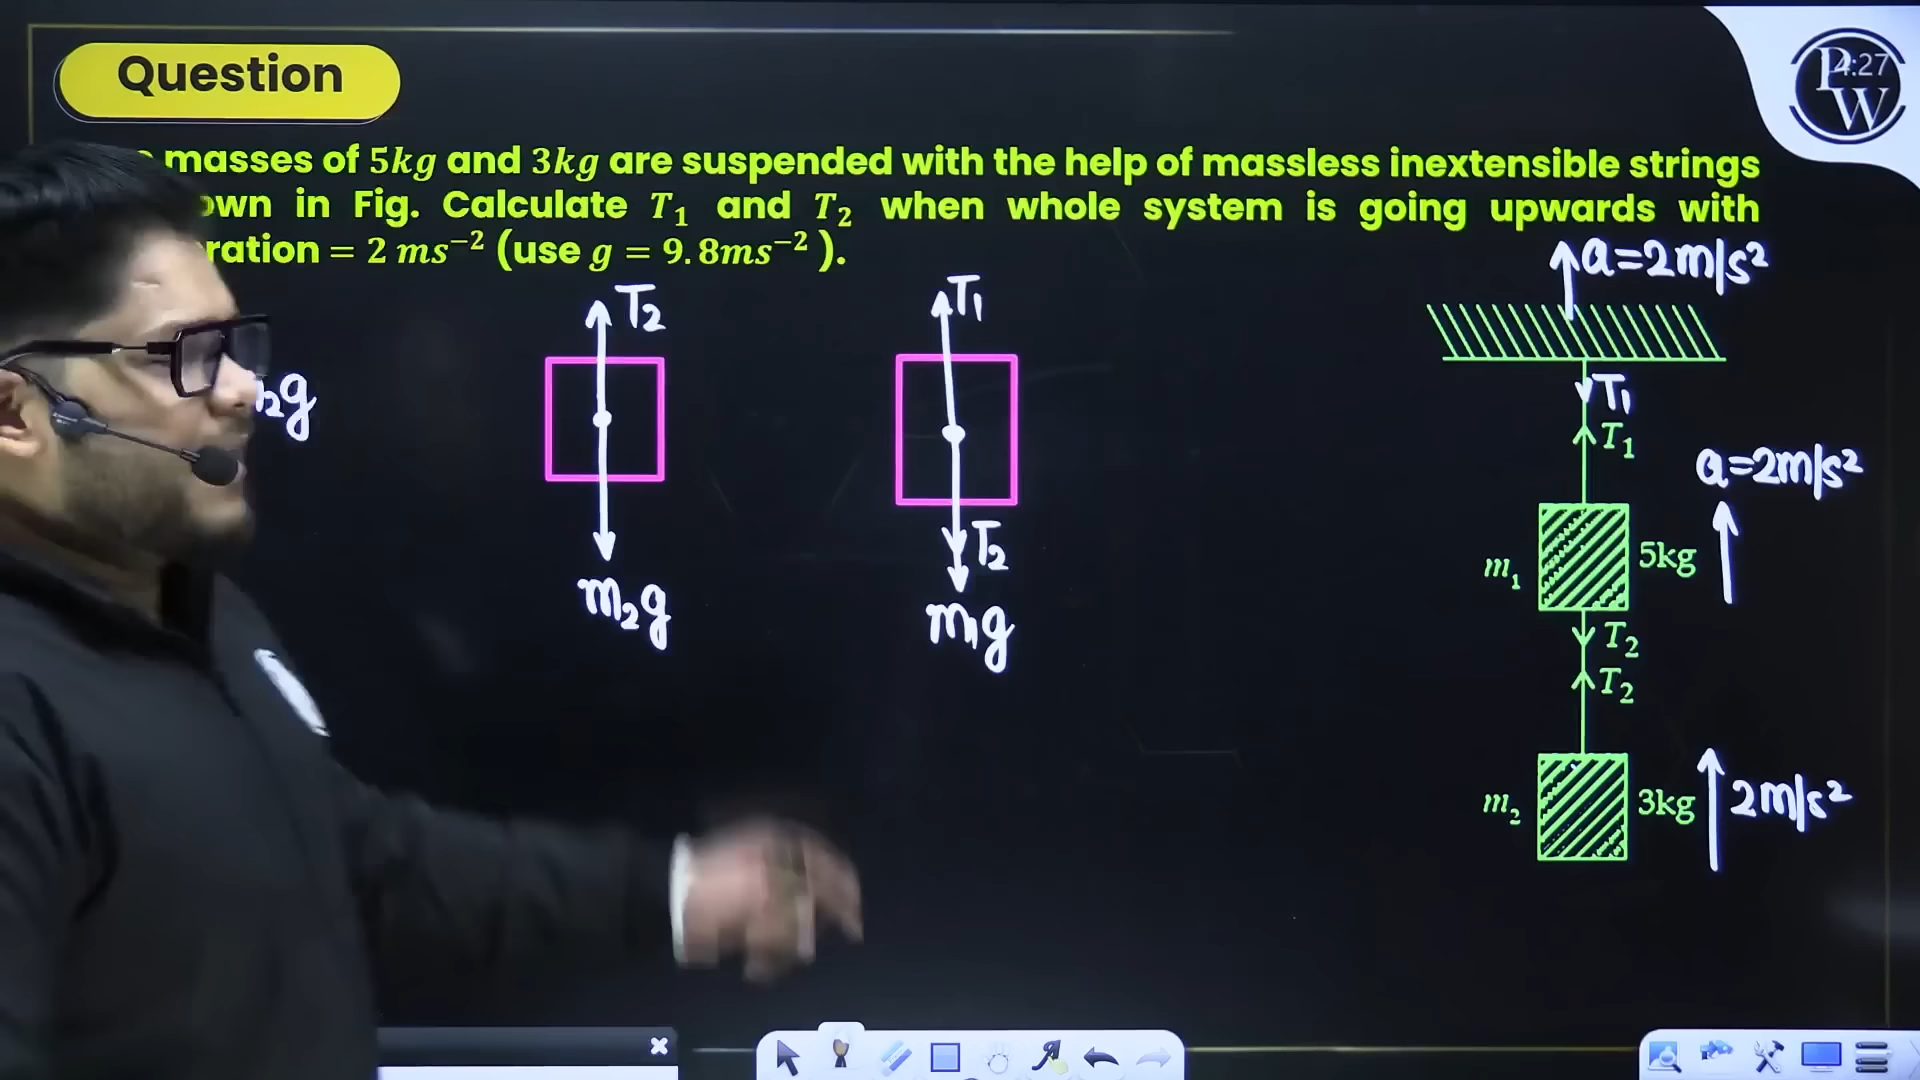 Question
masses of 5kg and 3kg are suspended with the help of massless inextensible strings
own in Fig. Calculate T₁ and T₂ when whole system is going upwards with
ration = 2 ms⁻² (use g = 9.8ms⁻² ).
PW
4:27
a=2m/s²
T₂
T₁
₂g
T₁
T₁
a=2m/s²
m₁
5kg
T₂
m₂g
m₁g
T₂
T₂
m₂
3kg
2m/s²